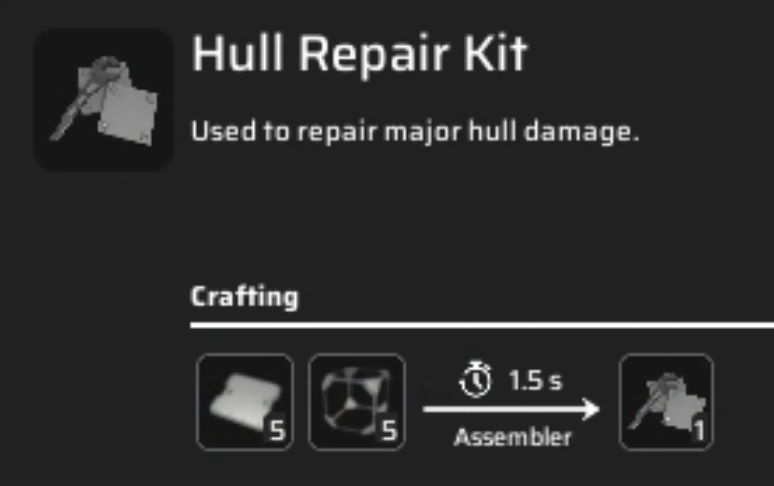 Hull Repair Kit
Used to repair major hull damage.
Crafting
5
5
1.5 s
Assembler
1